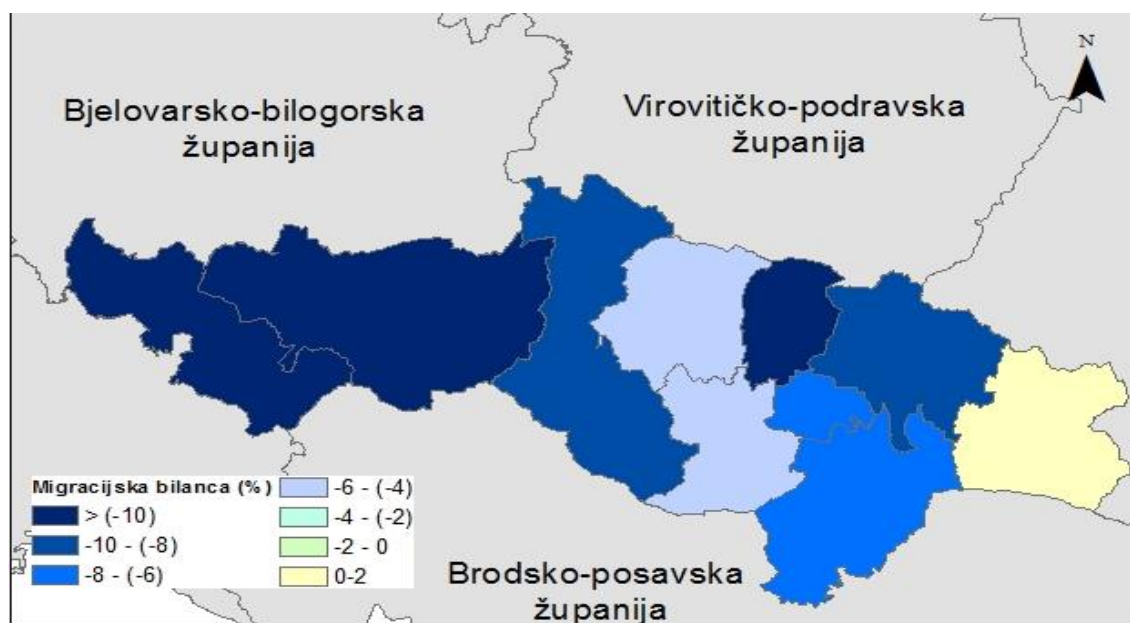 N
Bjelovarsko-bilogorska
županija
Virovitičko-podravska
županija
Migracijska bilanca (%)
> (-10)
-10 - (-8)
-8 - (-6)
-6 - (-4)
-4 - (-2)
-2 - 0
0-2
Brodsko-posavska
županija